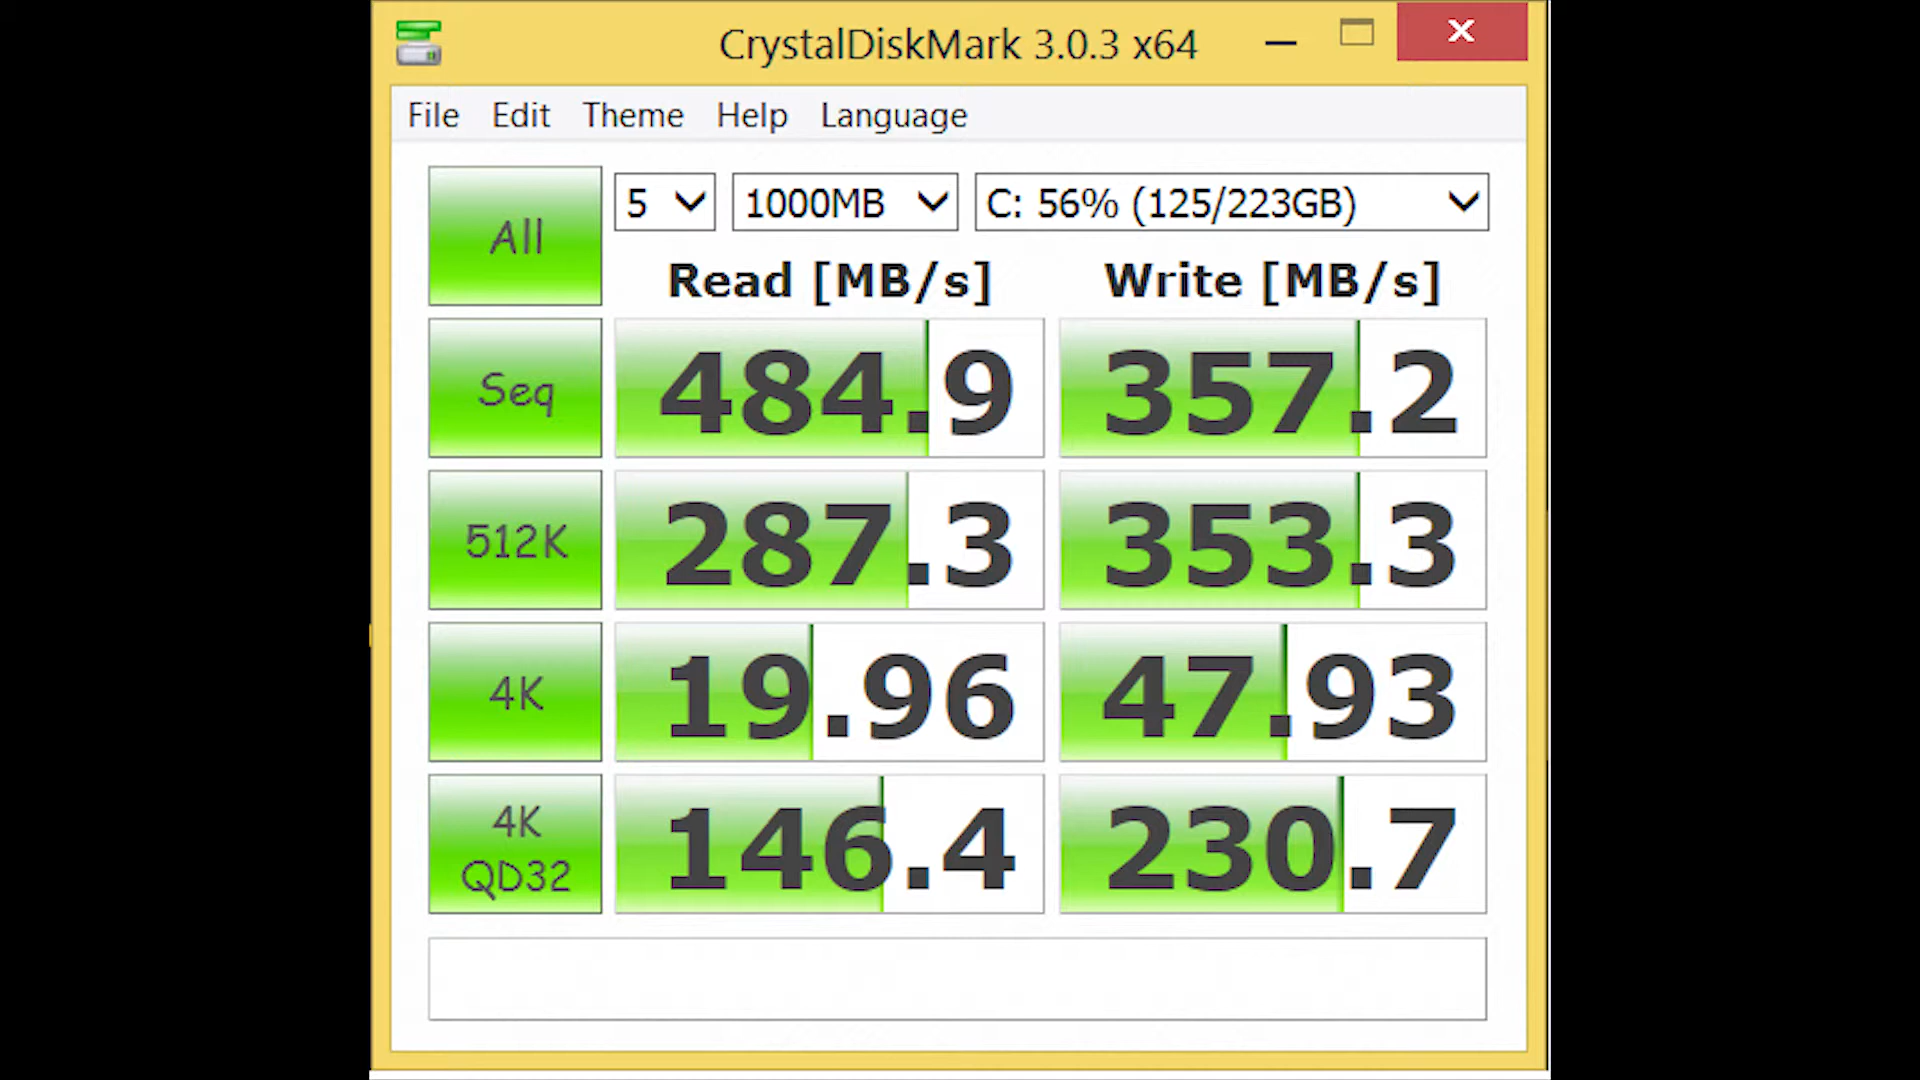 CrystalDiskMark 3.0.3 x64
File Edit Theme Help Language
All 5 1000MB C: 56% (125/223GB)
Read [MB/s] Write [MB/s]
Seq 484.9 357.2
512K 287.3 353.3
4K 19.96 47.93
4K QD32 146.4 230.7